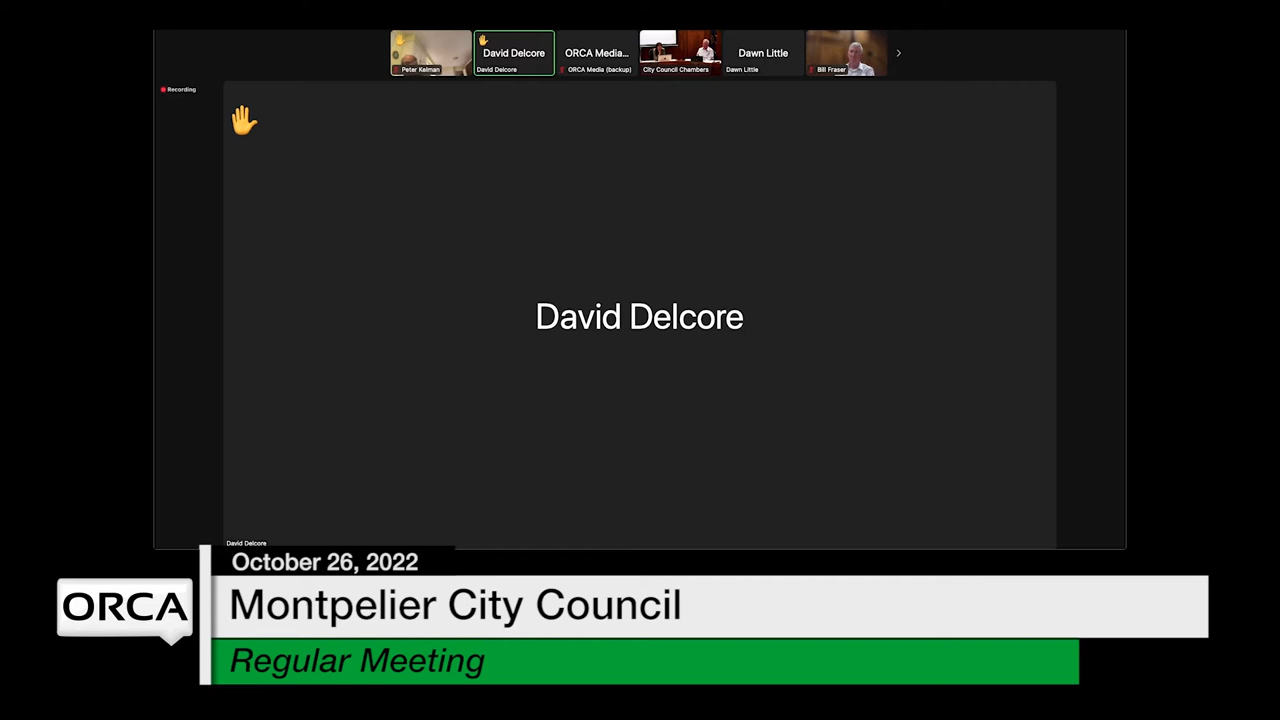 David Delcore
ORCA Media...
Dawn Little
Peter Kelman
David Delcore
ORCA Media (backup)
City Council Chambers
Dawn Little
Bill Fraser
Recording
David Delcore
David Delcore
October 26, 2022
ORCA
Montpelier City Council
Regular Meeting